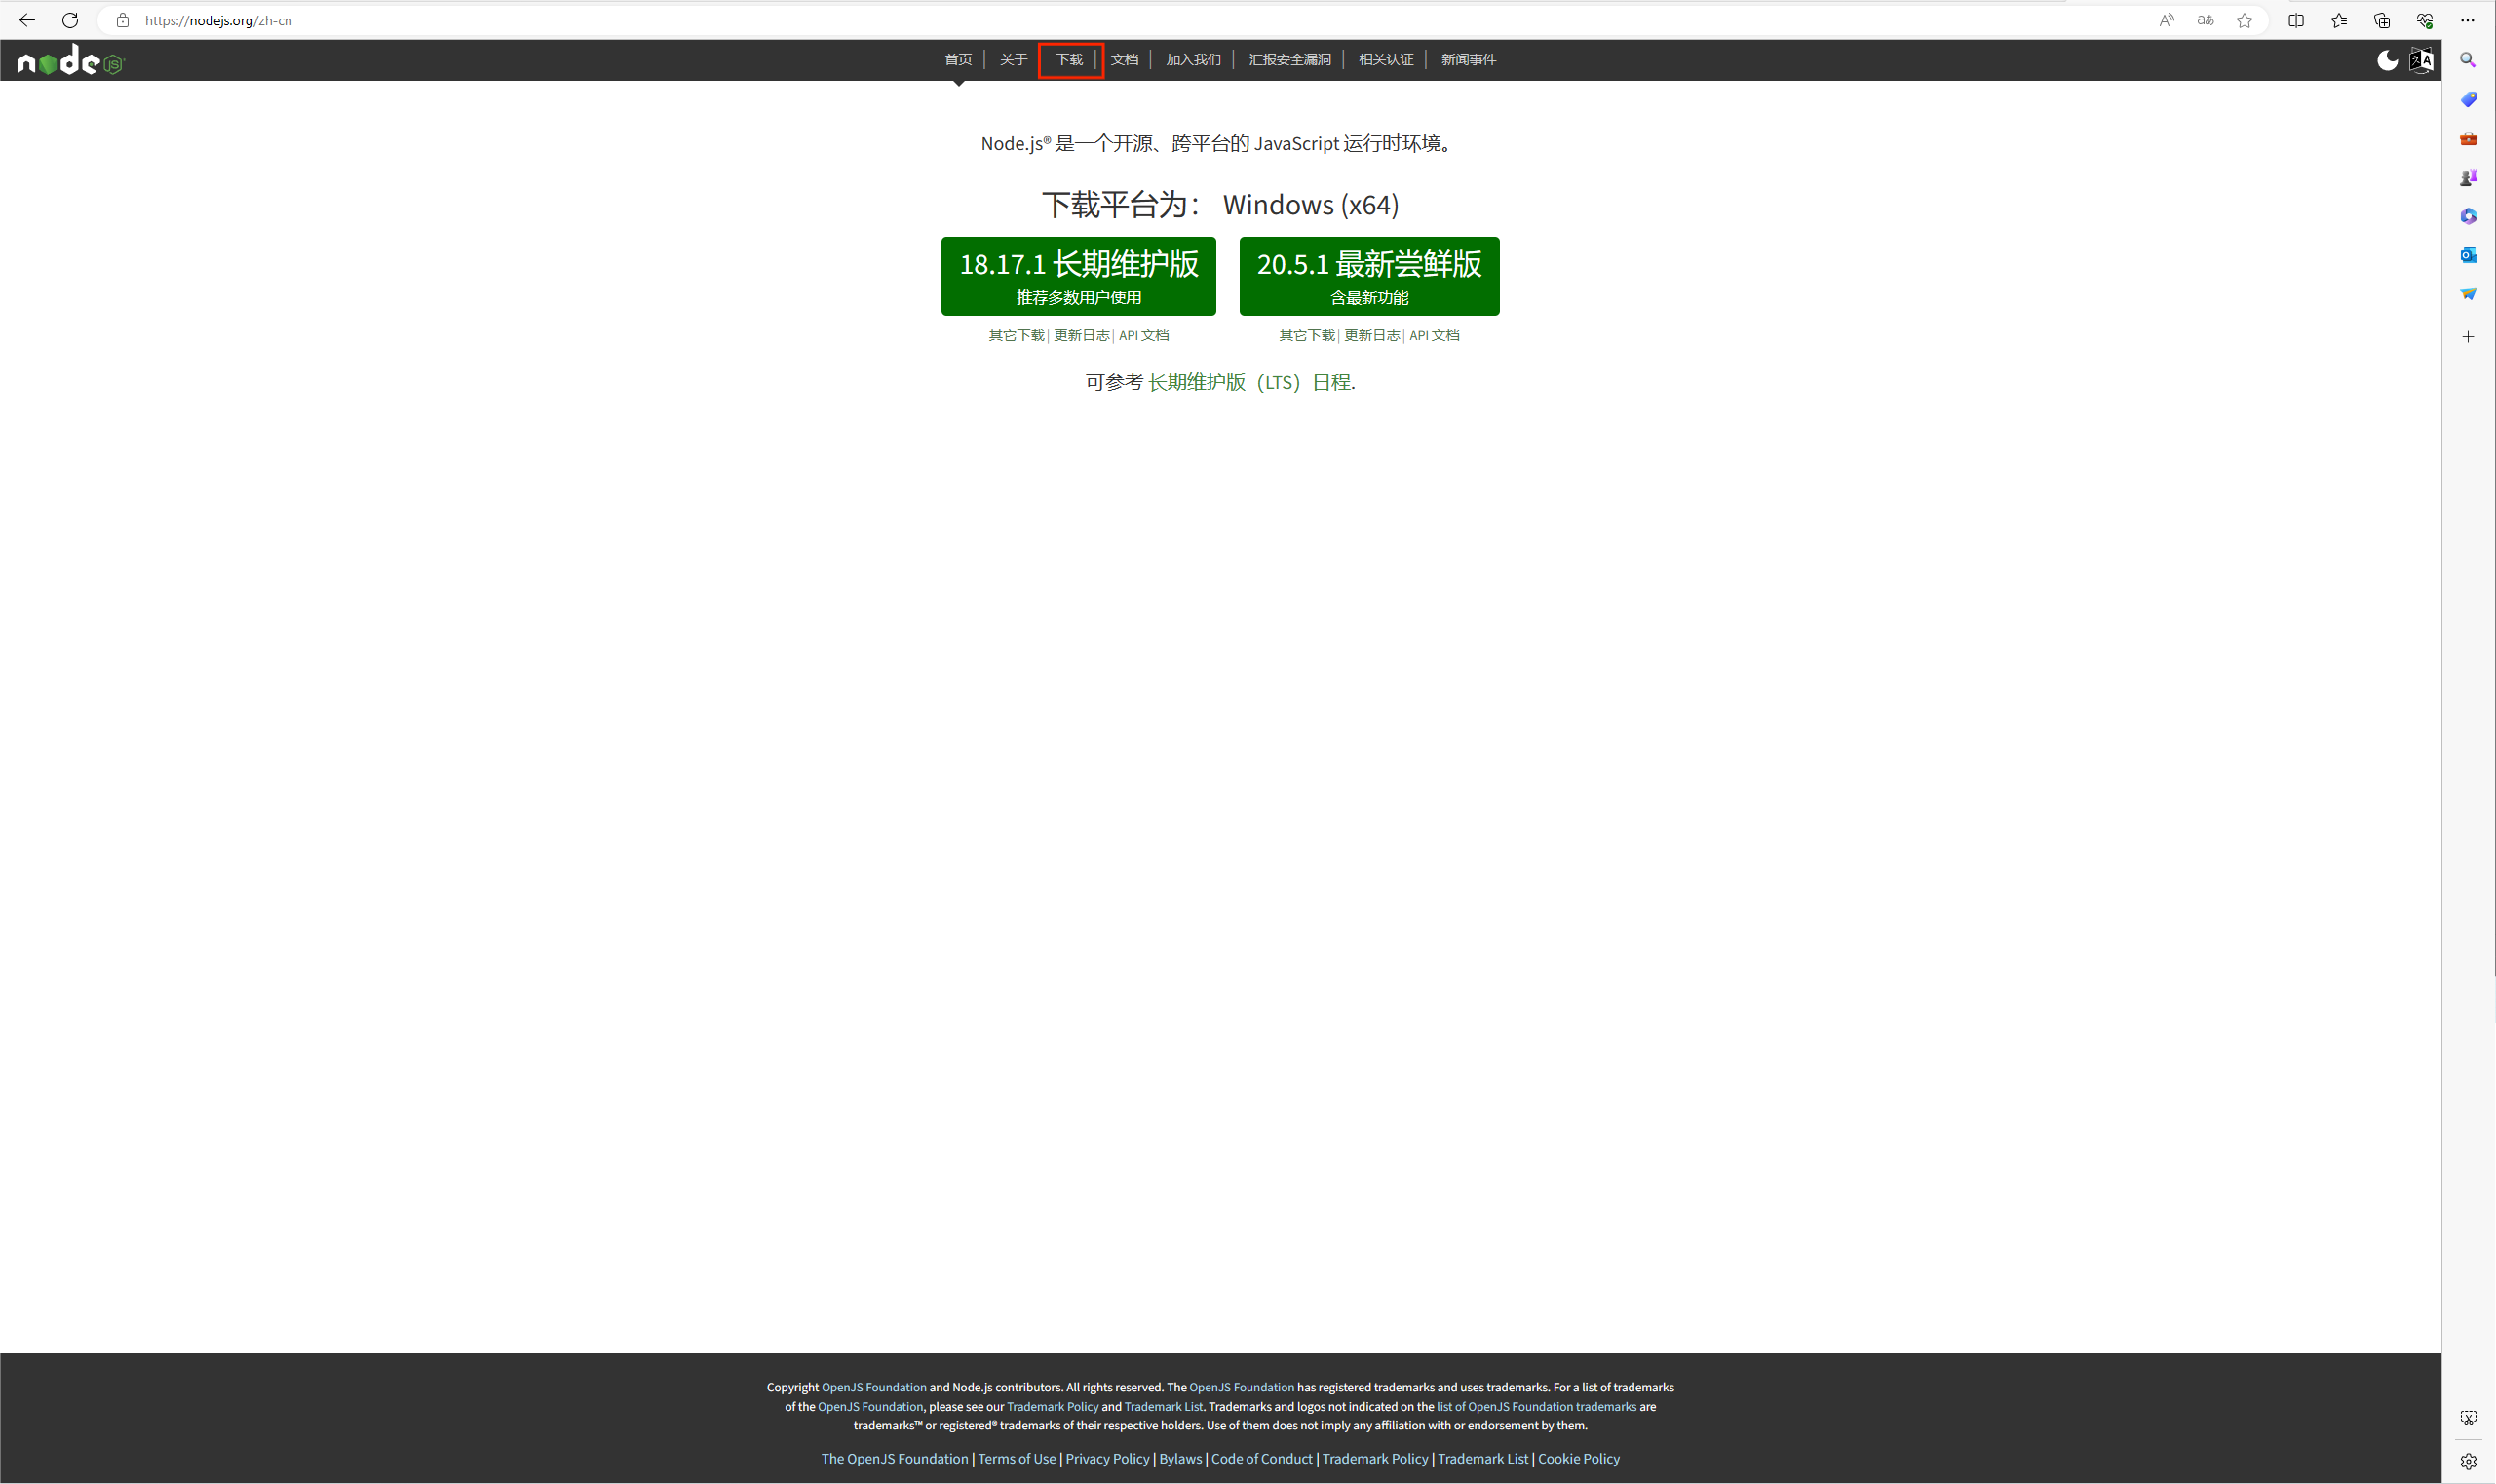 https://nodejs.org/zh-cn
node JS
首页 | 关于 | 下载 | 文档 | 加入我们 | 汇报安全漏洞 | 相关认证 | 新闻事件
Node.js® 是一个开源、跨平台的 JavaScript 运行时环境。
下载平台为： Windows (x64)
18.17.1 长期维护版
推荐多数用户使用
20.5.1 最新尝鲜版
含最新功能
其它下载 | 更新日志 | API 文档
其它下载 | 更新日志 | API 文档
可参考 长期维护版（LTS）日程.
Copyright OpenJS Foundation and Node.js contributors. All rights reserved. The OpenJS Foundation has registered trademarks and uses trademarks. For a list of trademarks
of the OpenJS Foundation, please see our Trademark Policy and Trademark List. Trademarks and logos not indicated on the list of OpenJS Foundation trademarks are
trademarks™ or registered® trademarks of their respective holders. Use of them does not imply any affiliation with or endorsement by them.
The OpenJS Foundation | Terms of Use | Privacy Policy | Bylaws | Code of Conduct | Trademark Policy | Trademark List | Cookie Policy